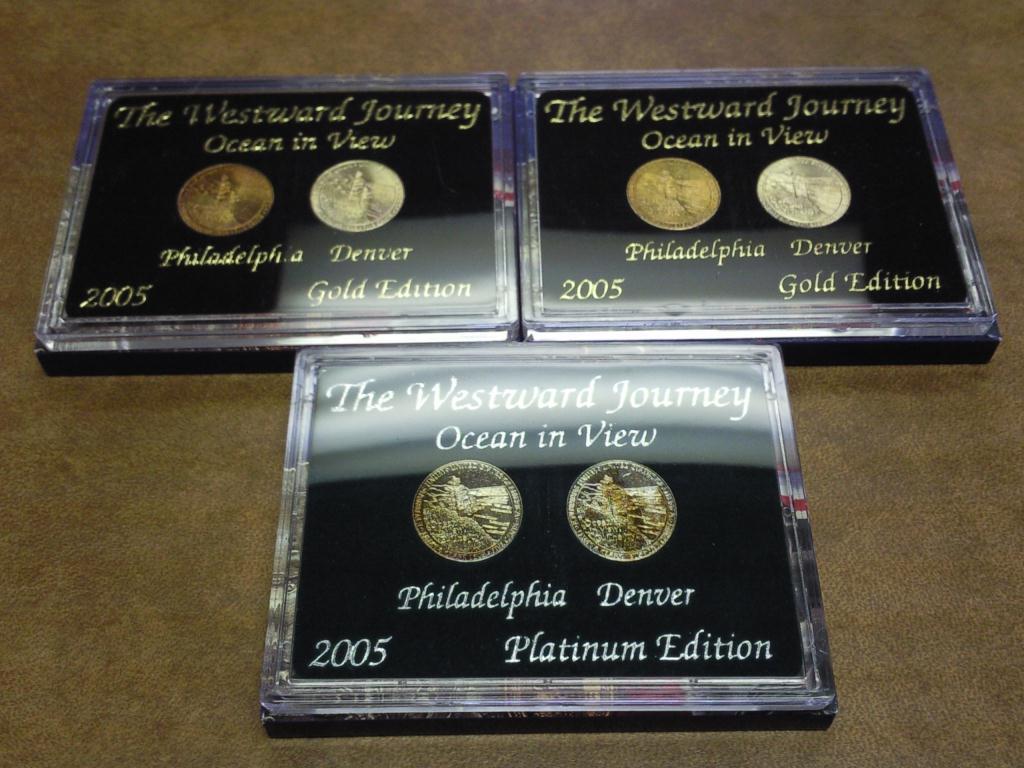 The Westward Journey
Ocean in View
Philadelphia Denver
2005 Gold Edition
The Westward Journey
Ocean in View
Philadelphia Denver
2005 Gold Edition
The Westward Journey
Ocean in View
Philadelphia Denver
2005 Platinum Edition